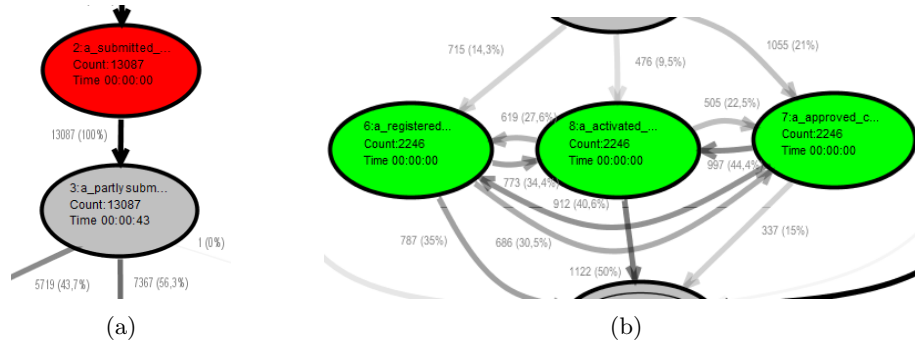 2:a_submitted_...
Count:13087
Time 00:00:00
13087 (100%)
3:a_partly subm...
Count:13087
Time 00:00:43
1 (0%)
5719 (43,7%)
7367 (56,3%)
(a)
715 (14,3%)
476 (9,5%)
1055 (21%)
6:a_registered...
Count:2246
Time 00:00:00
619 (27,6%)
773 (34,4%)
8:a_activated_...
Count:2246
Time 00:00:00
505 (22,5%)
997 (44,4%)
7:a_approved_c...
Count:2246
Time 00:00:00
912 (40,6%)
787 (35%)
686 (30,5%)
337 (15%)
1122 (50%)
(b)